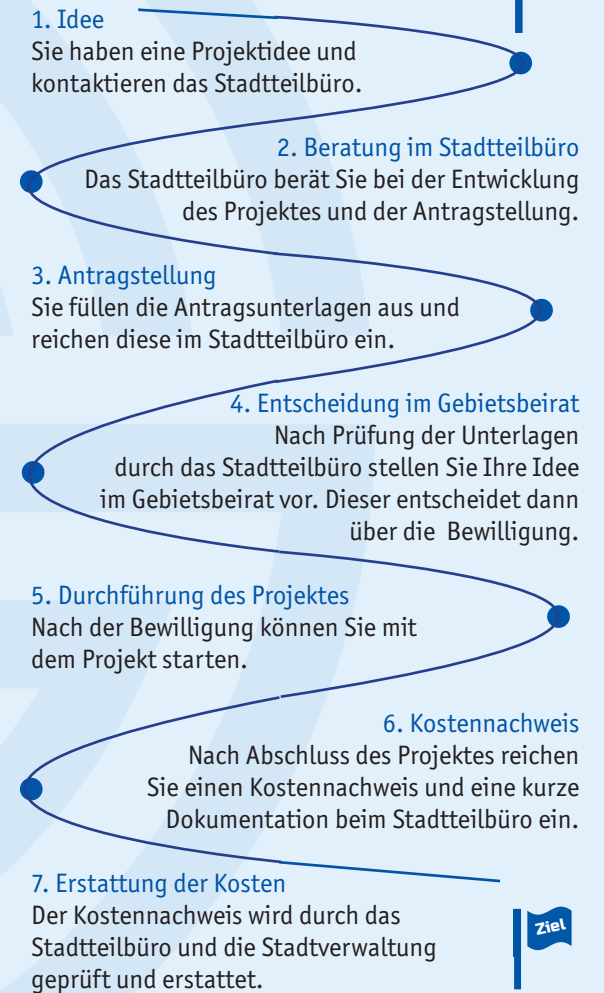 1. Idee
Sie haben eine Projektidee und
kontaktieren das Stadtteilbüro.
2. Beratung im Stadtteilbüro
Das Stadtteilbüro berät Sie bei der Entwicklung
des Projektes und der Antragstellung.
3. Antragstellung
Sie füllen die Antragsunterlagen aus und
reichen diese im Stadtteilbüro ein.
4. Entscheidung im Gebietsbeirat
Nach Prüfung der Unterlagen
durch das Stadtteilbüro stellen Sie Ihre Idee
im Gebietsbeirat vor. Dieser entscheidet dann
über die Bewilligung.
5. Durchführung des Projektes
Nach der Bewilligung können Sie mit
dem Projekt starten.
6. Kostennachweis
Nach Abschluss des Projektes reichen
Sie einen Kostennachweis und eine kurze
Dokumentation beim Stadtteilbüro ein.
7. Erstattung der Kosten
Der Kostennachweis wird durch das
Stadtteilbüro und die Stadtverwaltung
geprüft und erstattet.
Ziel